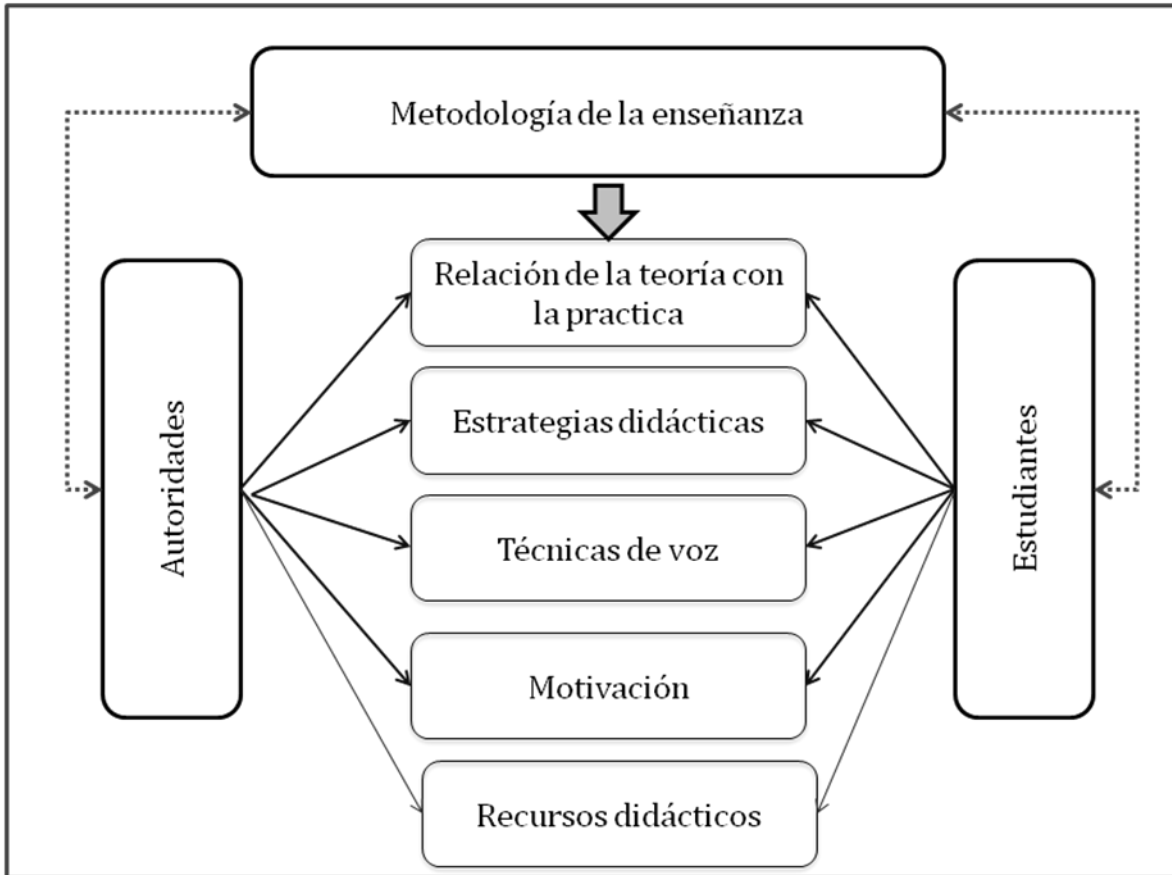 Metodología de la enseñanza
Relación de la teoría con
la practica
Autoridades
Estrategias didácticas
Técnicas de voz
Motivación
Recursos didácticos
Estudiantes